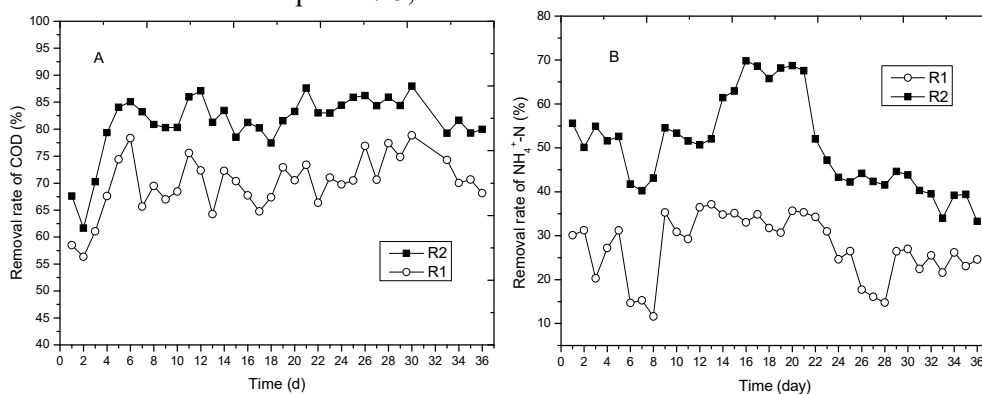 A
Removal rate of COD (%)
100
95
90
85
80
75
70
65
60
55
50
45
40
R2
R1
0 2 4 6 8 10 12 14 16 18 20 22 24 26 28 30 32 34 36
Time (d)
B
Removal rate of NH₄⁺-N (%)
80
70
60
50
40
30
20
10
R1
R2
0 2 4 6 8 10 12 14 16 18 20 22 24 26 28 30 32 34 36
Time (day)